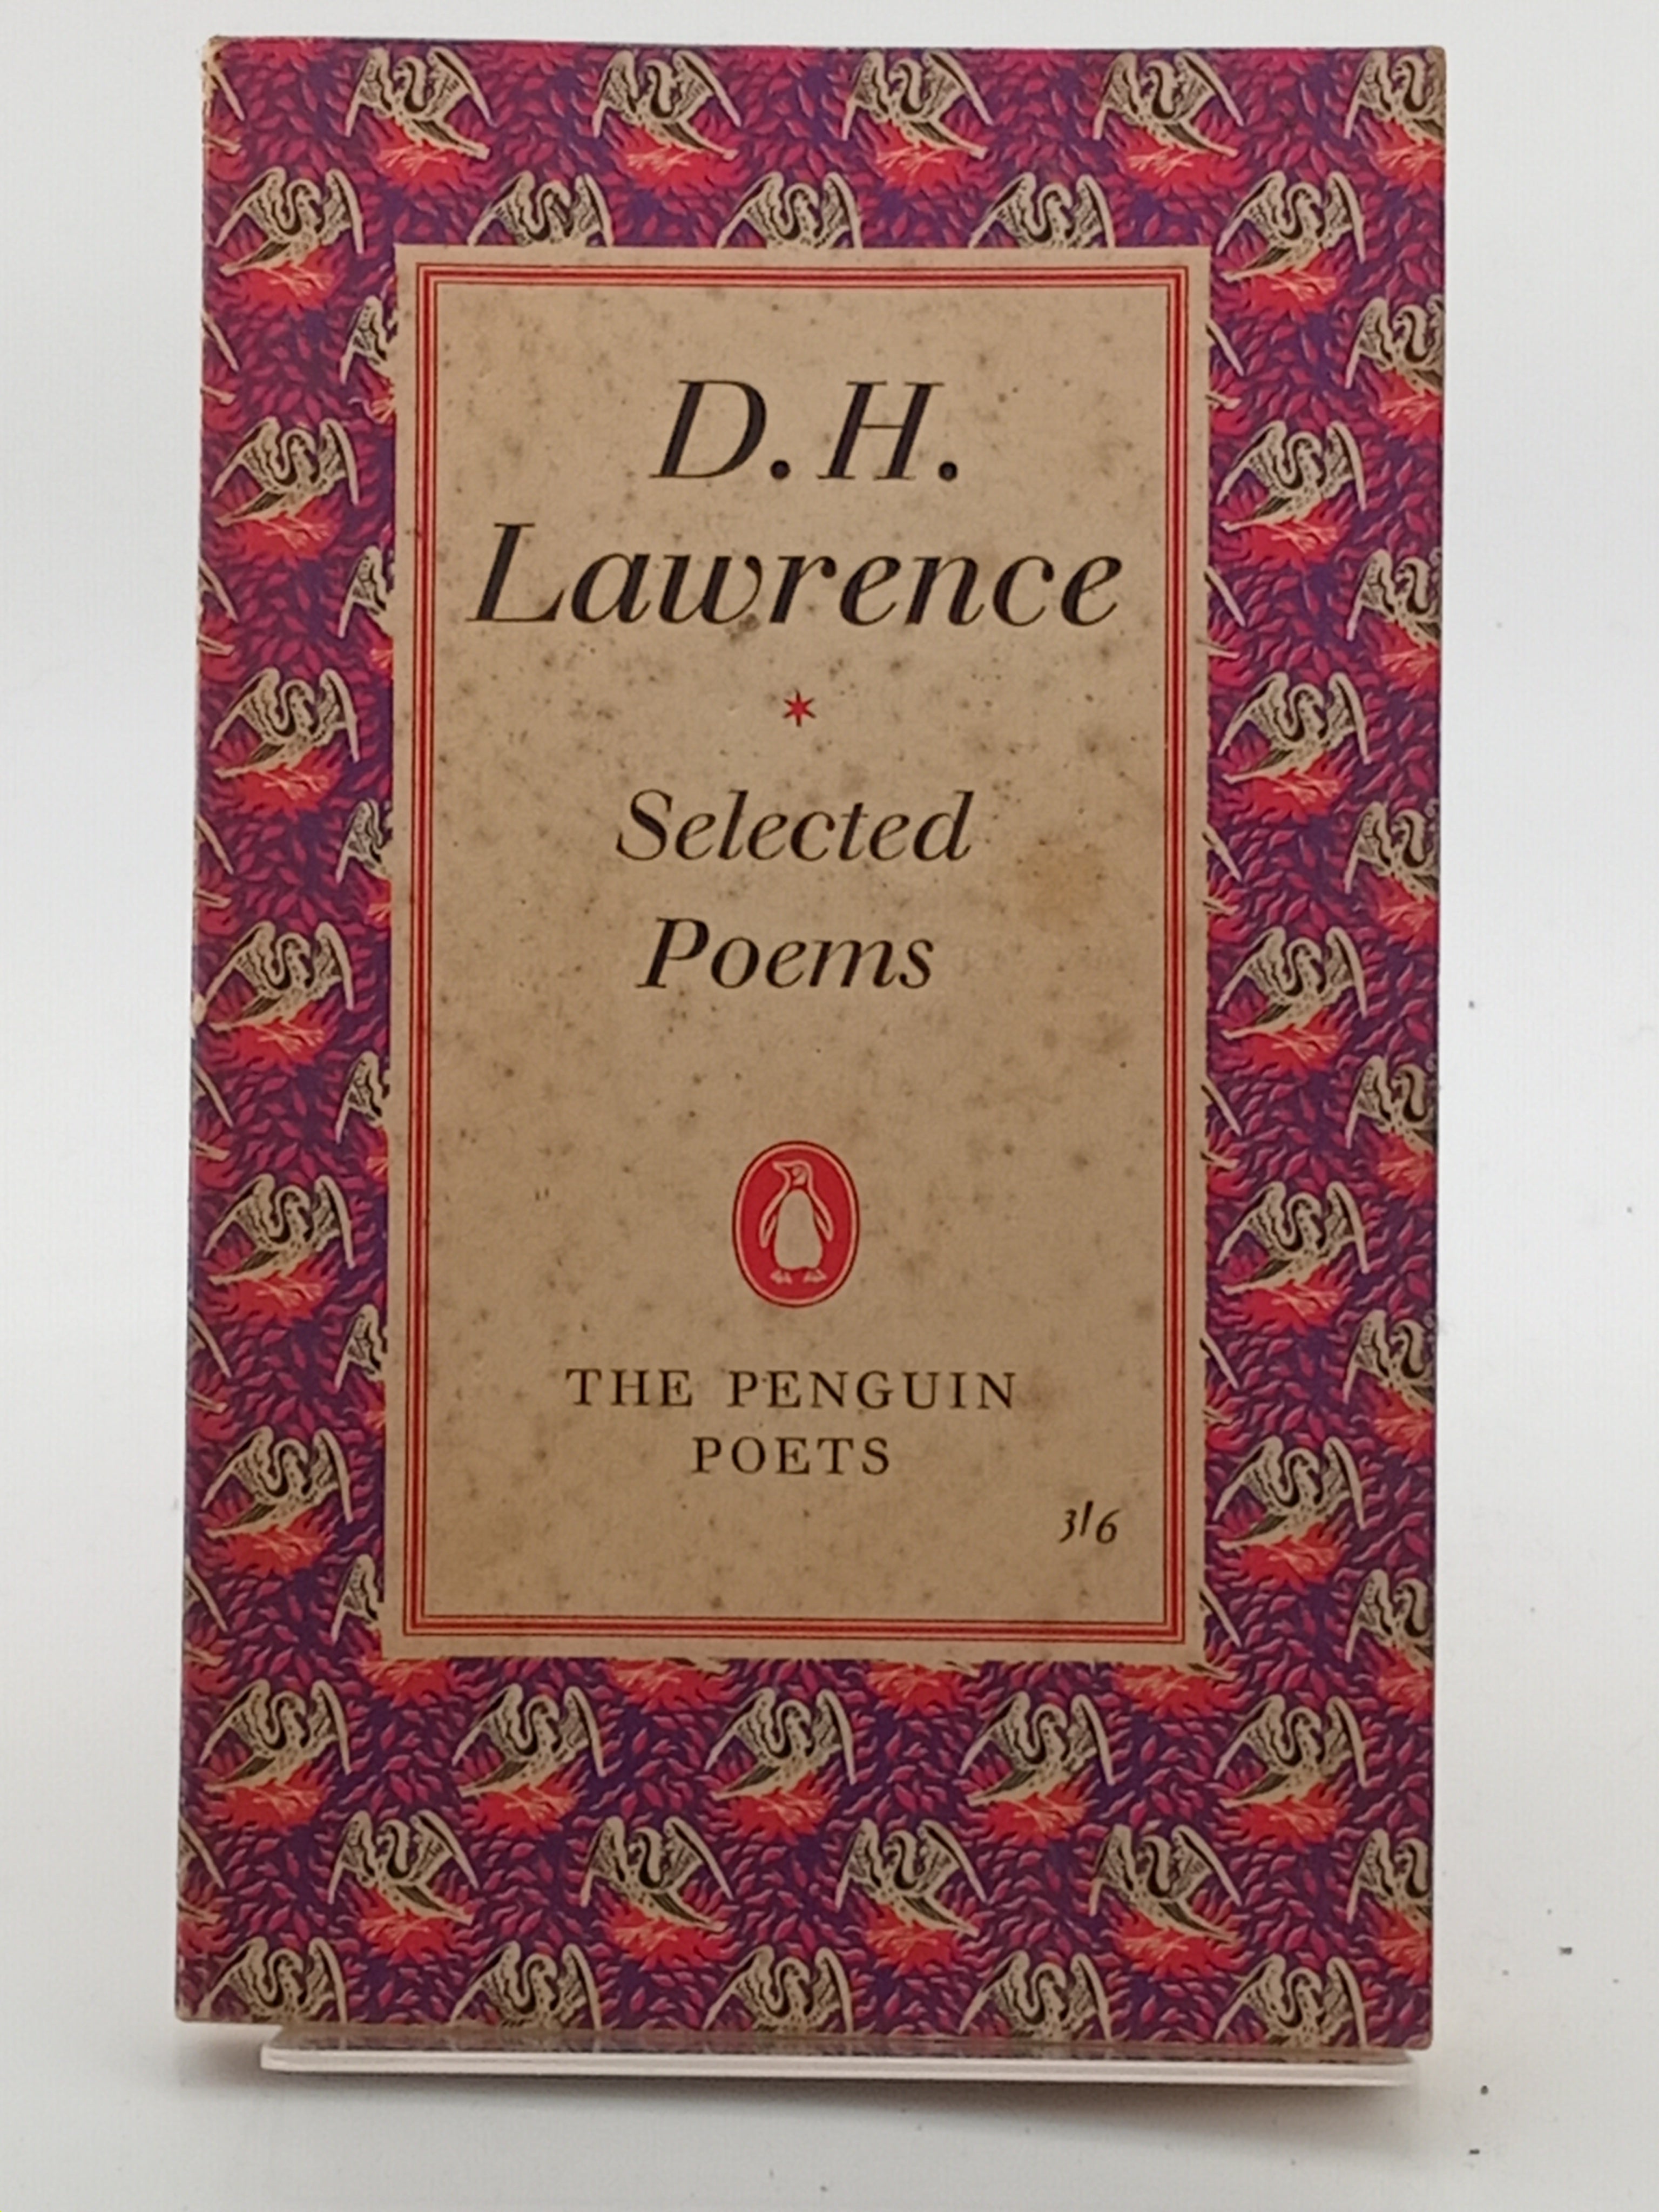 D. H.
Lawrence
*
Selected
Poems
THE PENGUIN
POETS
3/6